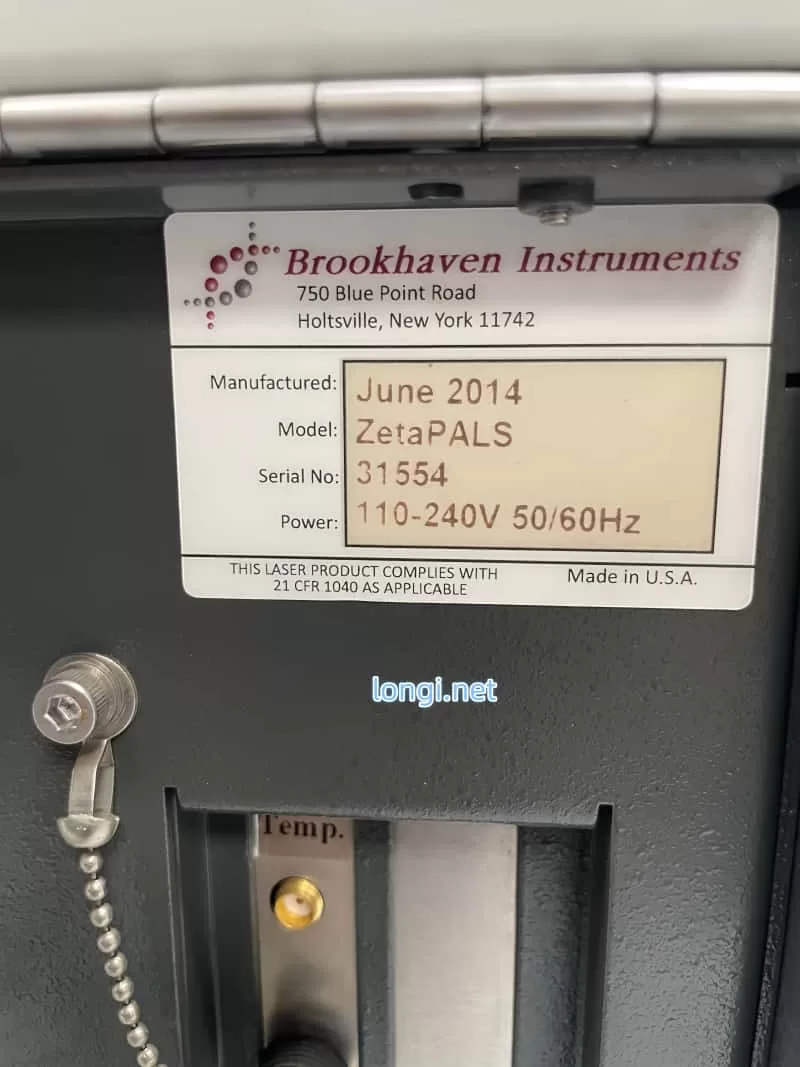 Brookhaven Instruments
750 Blue Point Road
Holtsville, New York 11742
Manufactured: June 2014
Model: ZetaPALS
Serial No: 31554
Power: 110-240V 50/60Hz
THIS LASER PRODUCT COMPLIES WITH
21 CFR 1040 AS APPLICABLE
Made in U.S.A.
longi.net
Temp.